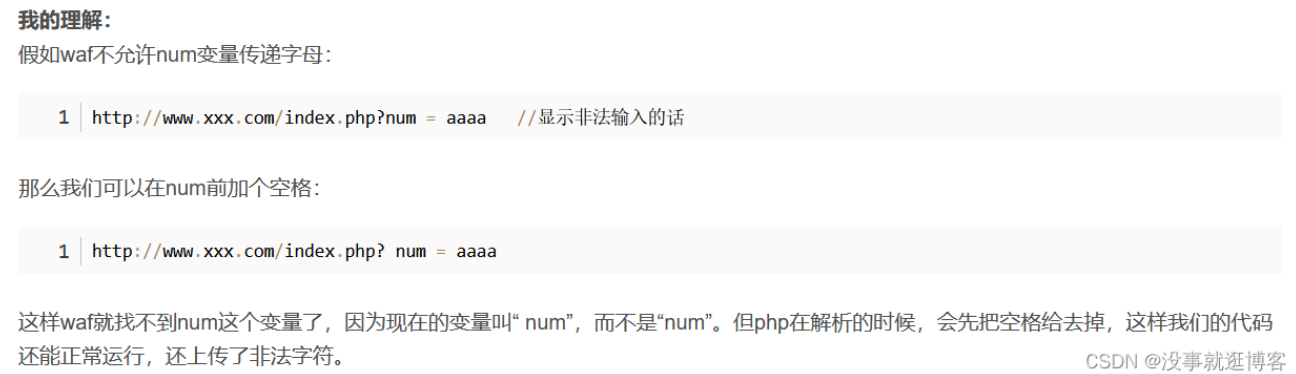 我的理解：
假如waf不允许num变量传递字母：
1 http://www.xxx.com/index.php?num = aaaa //显示非法输入的话
那么我们可以在num前加个空格：
1 http://www.xxx.com/index.php? num = aaaa
这样waf就找不到num这个变量了，因为现在的变量叫“ num”，而不是“num”。但php在解析的时候，会先把空格给去掉，这样我们的代码
还能正常运行，还上传了非法字符。
CSDN @没事就逛博客